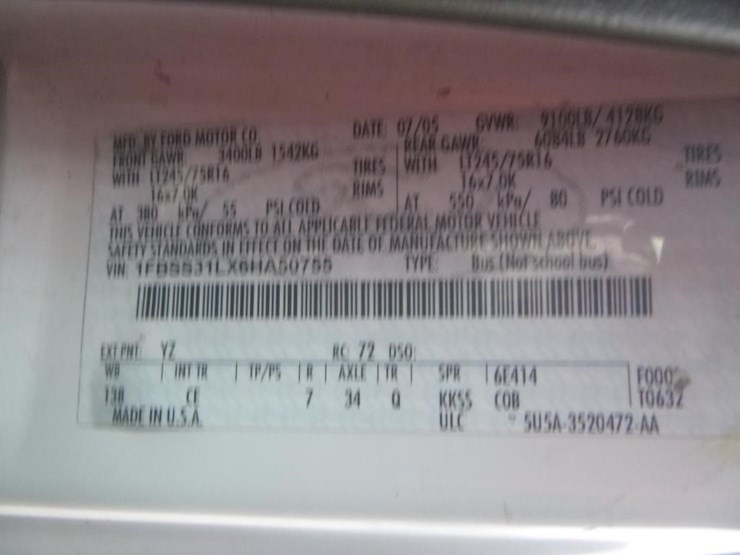 MFD. BY FORD MOTOR CO. DATE: 07/05 GVWR: 9100LB/ 4128KG
FRONT GAWR: 3400LB 1542KG REAR GAWR: 6084LB 2760KG
WITH LT245/75R16 TIRES WITH LT245/75R16 TIRES
16x7.0K RIMS 16x7.0K RIMS
AT 380 kPa/ 55 PSI COLD AT 550 kPa/ 80 PSI COLD
THIS VEHICLE CONFORMS TO ALL APPLICABLE FEDERAL MOTOR VEHICLE
SAFETY STANDARDS IN EFFECT ON THE DATE OF MANUFACTURE SHOWN ABOVE.
VIN: 1FBSS31LX6HA50755 TYPE: Bus (Not school bus)
EXT PNT: YZ RC: 72 DSO:
WB INT TR TP/PS R AXLE TR SPR 6E414 F000
138 CE 7 34 Q KKSS COB T0632
MADE IN U.S.A. ULC 5U5A-3520472-AA